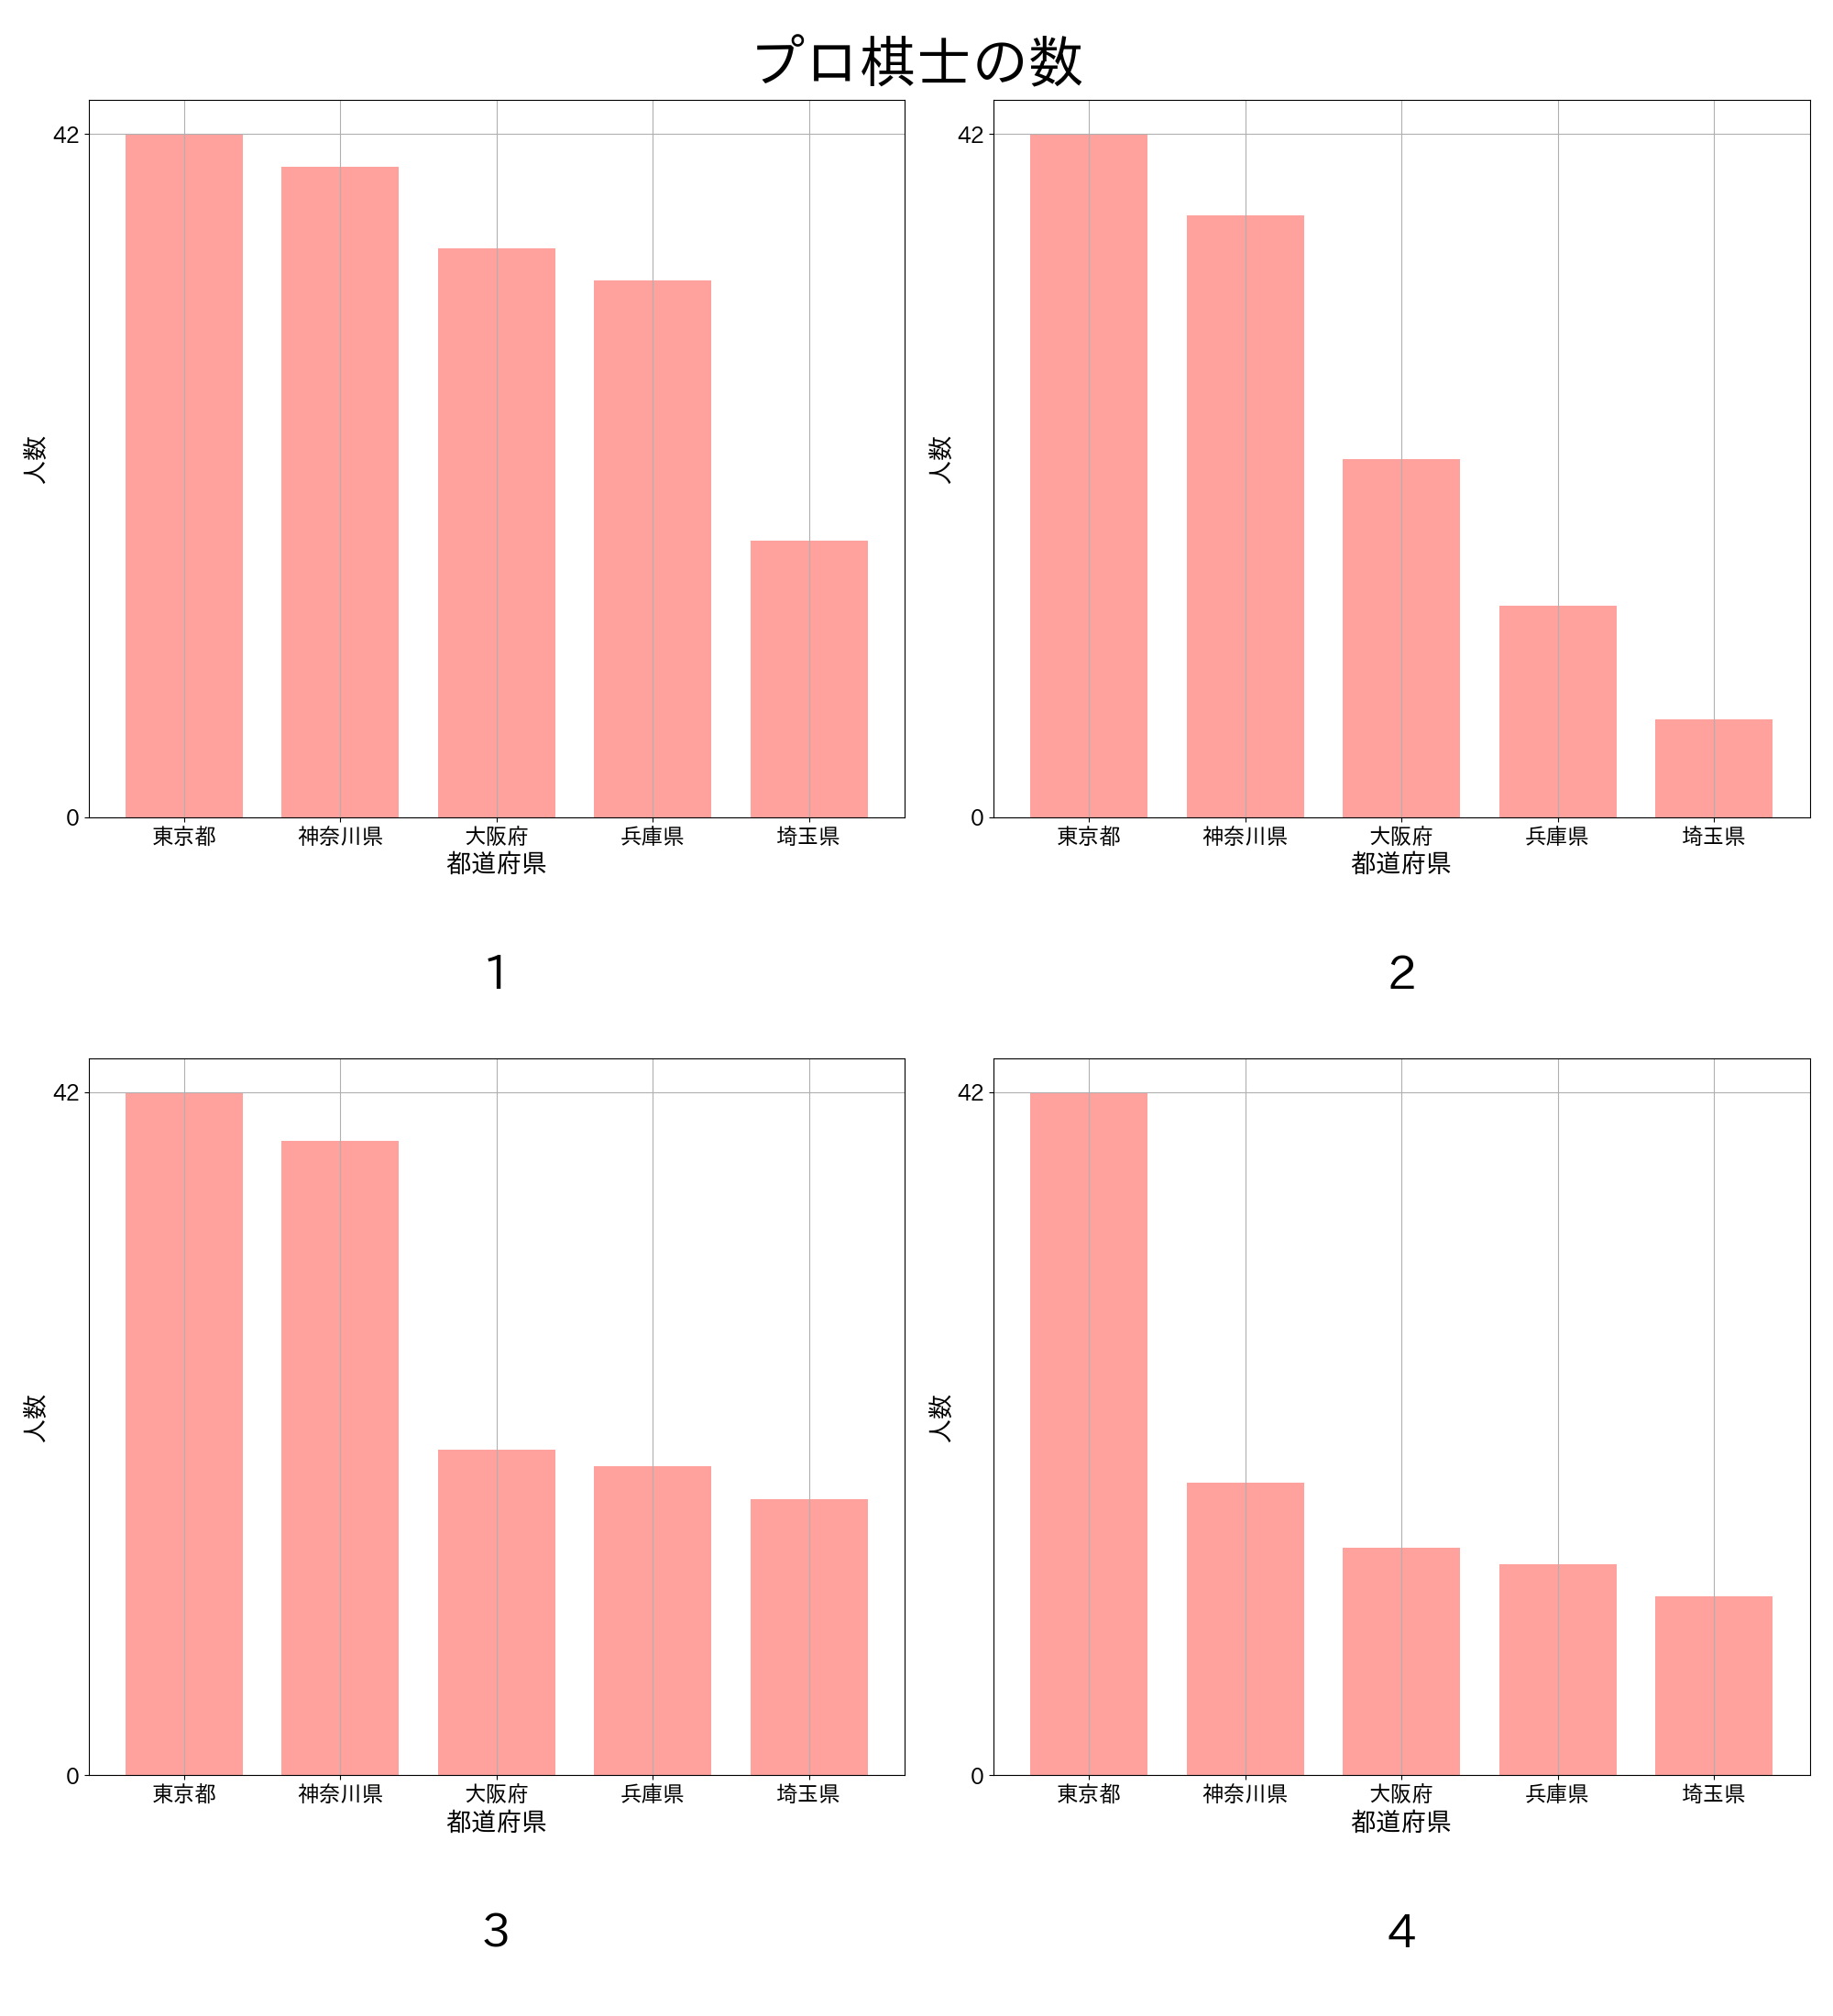 プロ棋士の数
42
0
人数
東京都 神奈川県 大阪府 兵庫県 埼玉県
都道府県
1
42
0
人数
東京都 神奈川県 大阪府 兵庫県 埼玉県
都道府県
2
42
0
人数
東京都 神奈川県 大阪府 兵庫県 埼玉県
都道府県
3
42
0
人数
東京都 神奈川県 大阪府 兵庫県 埼玉県
都道府県
4